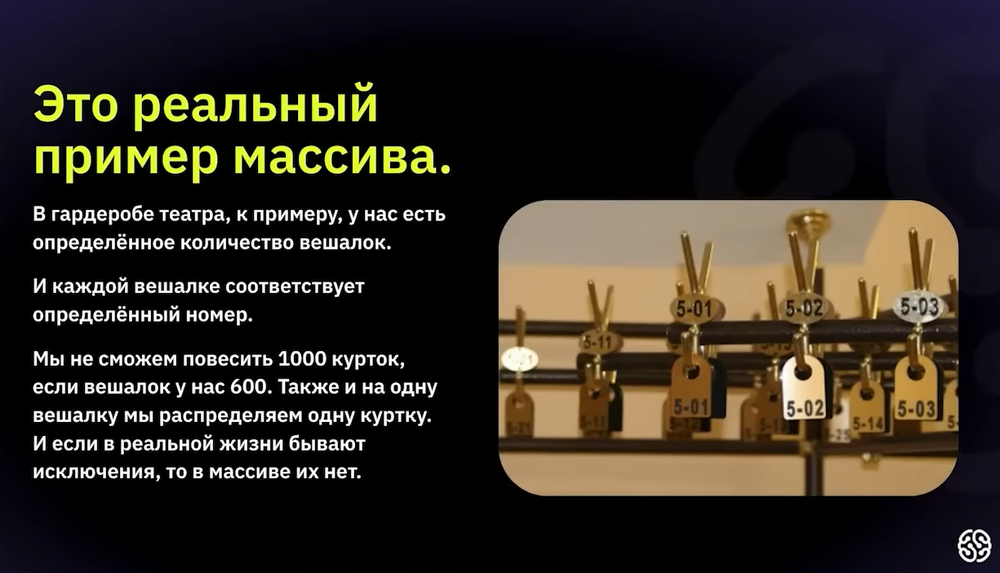 Это реальный
пример массива.
В гардеробе театра, к примеру, у нас есть
определённое количество вешалок.
И каждой вешалке соответствует
определённый номер.
Мы не сможем повесить 1000 курток,
если вешалок у нас 600. Также и на одну
вешалку мы распределяем одну куртку.
И если в реальной жизни бывают
исключения, то в массиве их нет.
5-01
5-02
5-03
5-11
5-01
5-02
5-03
5-11
5-14